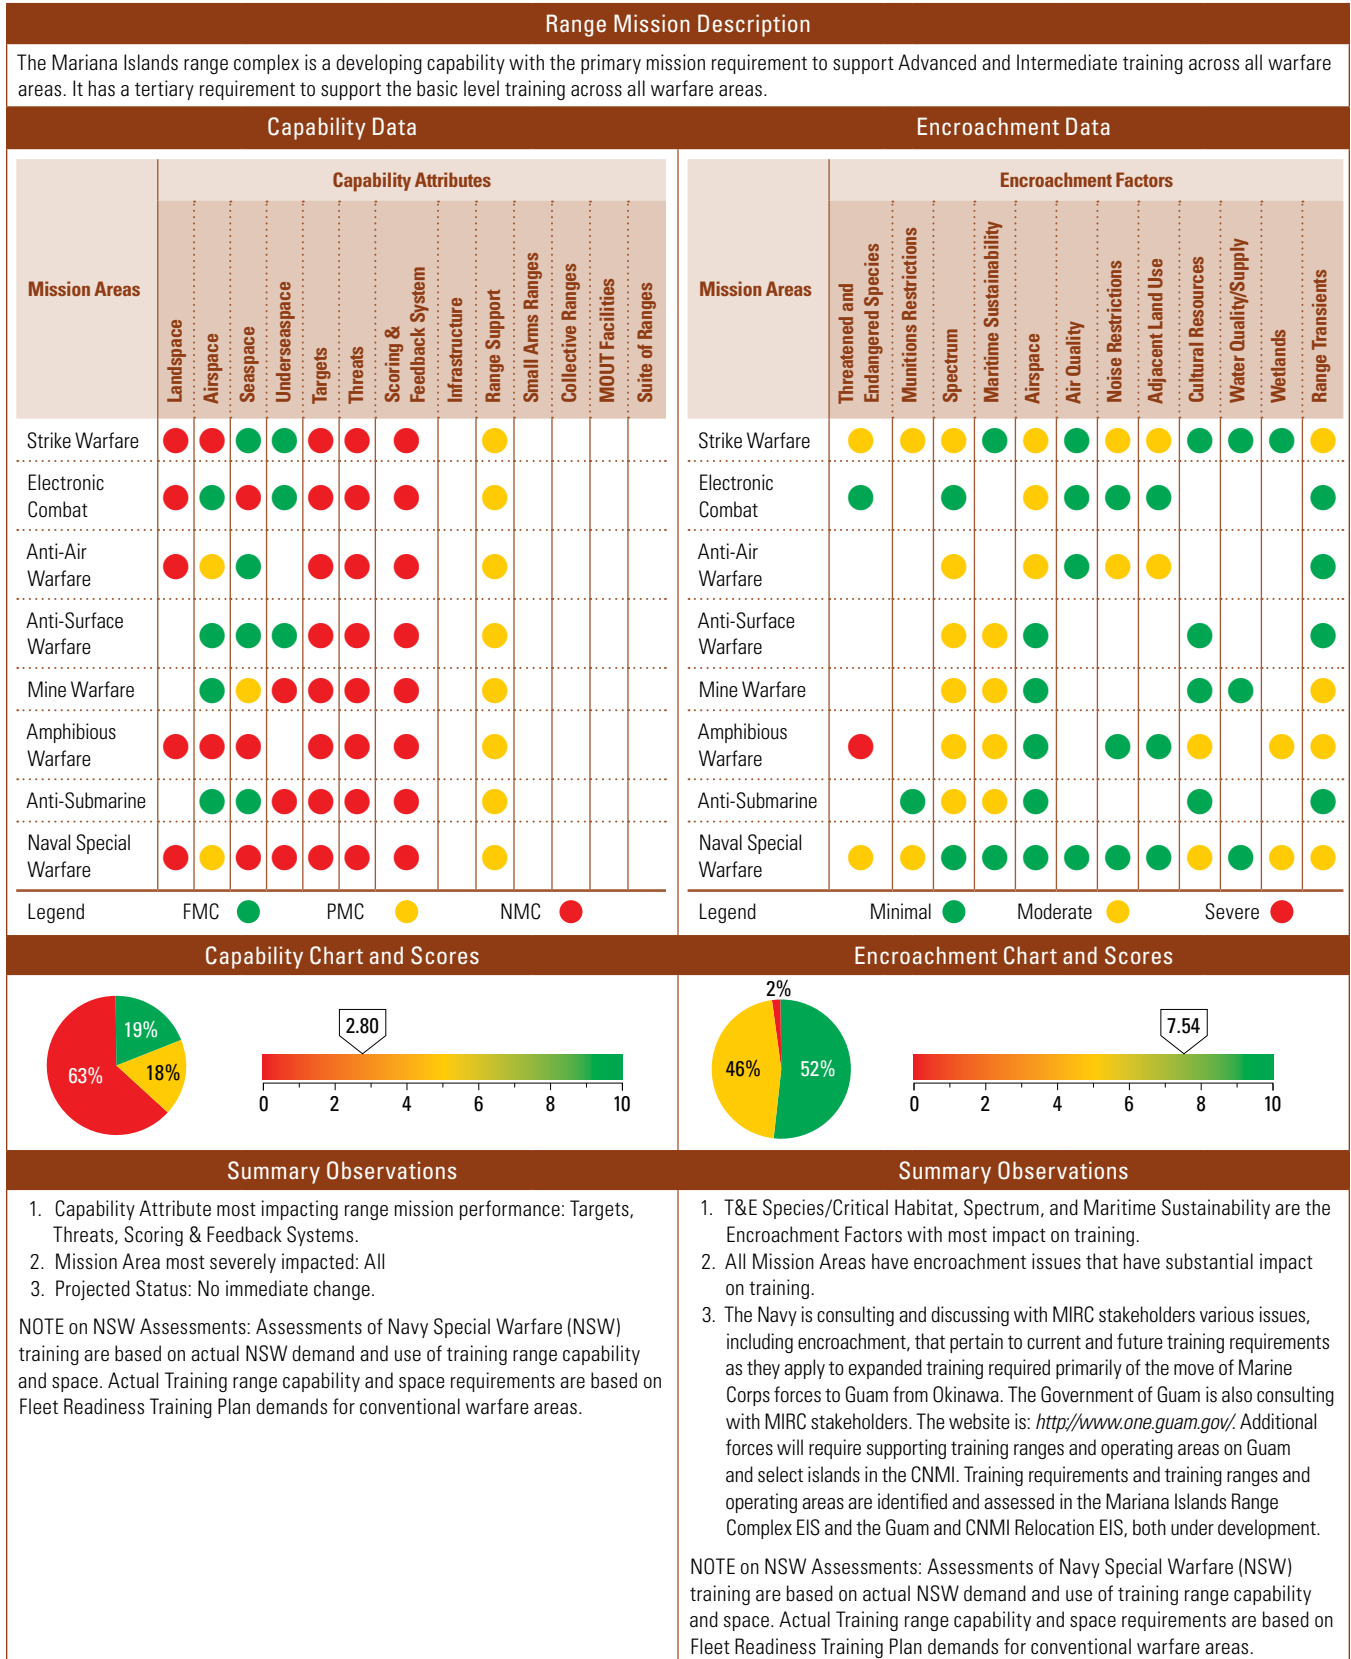 Range Mission Description
The Mariana Islands range complex is a developing capability with the primary mission requirement to support Advanced and Intermediate training across all warfare
areas. It has a tertiary requirement to support the basic level training across all warfare areas.
Capability Data
Capability Attributes
Mission Areas
Landspace
Airspace
Seaspace
Underseaspace
Targets
Threats
Scoring &
Feedback System
Infrastructure
Range Support
Small Arms Ranges
Collective Ranges
MOUT Facilities
Suite of Ranges
Strike Warfare
Electronic
Combat
Anti-Air
Warfare
Anti-Surface
Warfare
Mine Warfare
Amphibious
Warfare
Anti-Submarine
Naval Special
Warfare
Legend FMC PMC NMC
Encroachment Data
Encroachment Factors
Mission Areas
Threatened and
Endangered Species
Munitions Restrictions
Spectrum
Maritime Sustainability
Airspace
Air Quality
Noise Restrictions
Adjacent Land Use
Cultural Resources
Water Quality/Supply
Wetlands
Range Transients
Strike Warfare
Electronic
Combat
Anti-Air
Warfare
Anti-Surface
Warfare
Mine Warfare
Amphibious
Warfare
Anti-Submarine
Naval Special
Warfare
Legend Minimal Moderate Severe
Capability Chart and Scores
19%
18%
63%
2.80
0 2 4 6 8 10
Encroachment Chart and Scores
2%
46%
52%
7.54
0 2 4 6 8 10
Summary Observations
1. Capability Attribute most impacting range mission performance: Targets,
Threats, Scoring & Feedback Systems.
2. Mission Area most severely impacted: All
3. Projected Status: No immediate change.
NOTE on NSW Assessments: Assessments of Navy Special Warfare (NSW)
training are based on actual NSW demand and use of training range capability
and space. Actual Training range capability and space requirements are based on
Fleet Readiness Training Plan demands for conventional warfare areas.
Summary Observations
1. T&E Species/Critical Habitat, Spectrum, and Maritime Sustainability are the
Encroachment Factors with most impact on training.
2. All Mission Areas have encroachment issues that have substantial impact
on training.
3. The Navy is consulting and discussing with MIRC stakeholders various issues,
including encroachment, that pertain to current and future training requirements
as they apply to expanded training required primarily of the move of Marine
Corps forces to Guam from Okinawa. The Government of Guam is also consulting
with MIRC stakeholders. The website is: http://www.one.guam.gov/. Additional
forces will require supporting training ranges and operating areas on Guam
and select islands in the CNMI. Training requirements and training ranges and
operating areas are identified and assessed in the Mariana Islands Range
Complex EIS and the Guam and CNMI Relocation EIS, both under development.
NOTE on NSW Assessments: Assessments of Navy Special Warfare (NSW)
training are based on actual NSW demand and use of training range capability
and space. Actual Training range capability and space requirements are based on
Fleet Readiness Training Plan demands for conventional warfare areas.